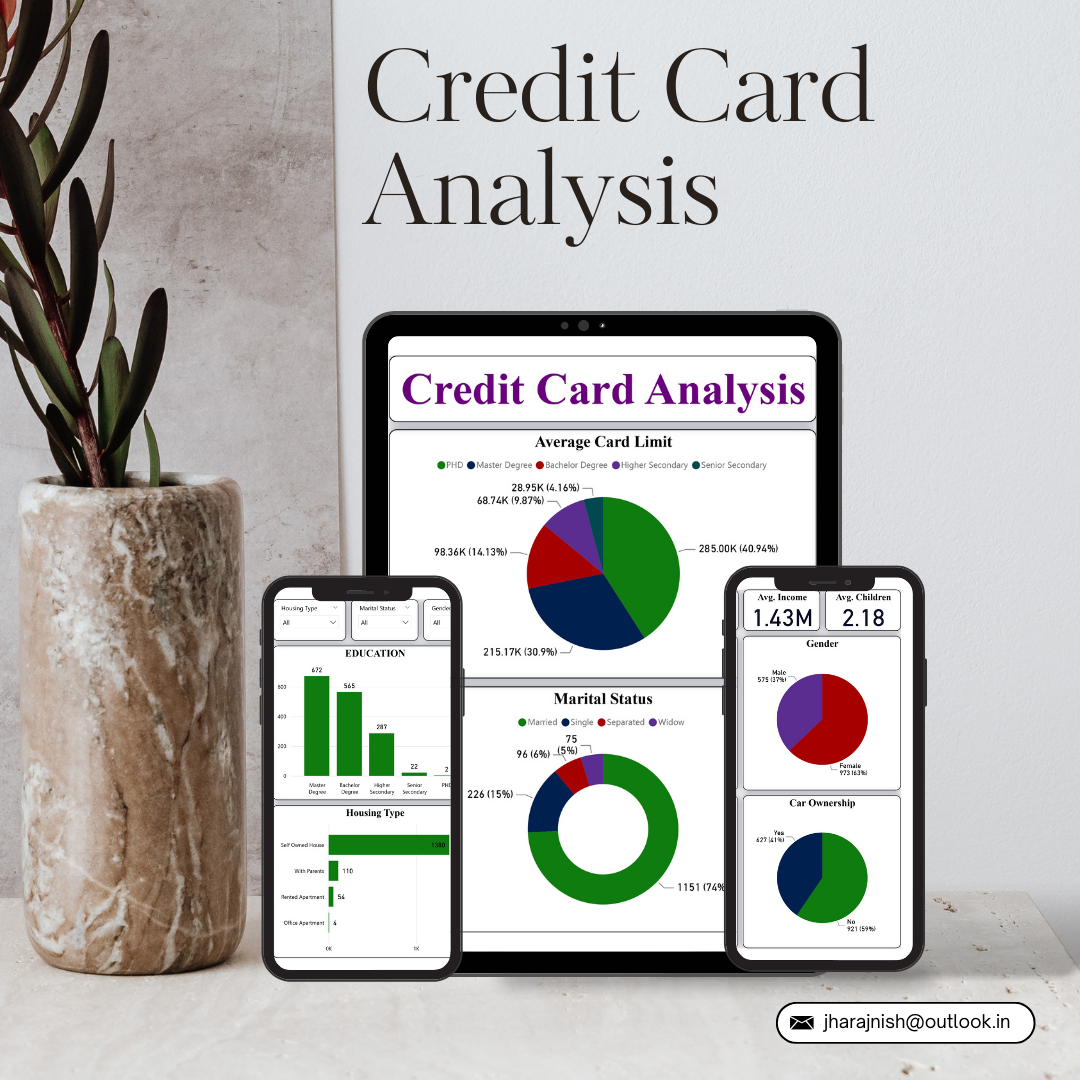 Credit Card
Analysis
Credit Card Analysis
Average Card Limit
PHD Master Degree Bachelor Degree Higher Secondary Senior Secondary
28.95K (4.16%)
68.74K (9.87%)
98.36K (14.13%)
285.00K (40.94%)
215.17K (30.9%)
Marital Status
Married Single Separated Widow
75
(5%)
96 (6%)
226 (15%)
1151 (74%
Housing Type Marital Status Gender
All All All
EDUCATION
672
565
287
22
2
600
400
200
0
Master
Degree
Bachelor
Degree
Higher
Secondary
Senior
Secondary
PHD
Housing Type
Self Owned House 1380
With Parents 110
Rented Apartment 54
Office Apartment 4
0K 1K
Avg. Income Avg. Children
1.43M 2.18
Gender
Male
575 (37%)
Female
973 (63%)
Car Ownership
Yes
627 (41%)
No
921 (59%)
jharajnish@outlook.in